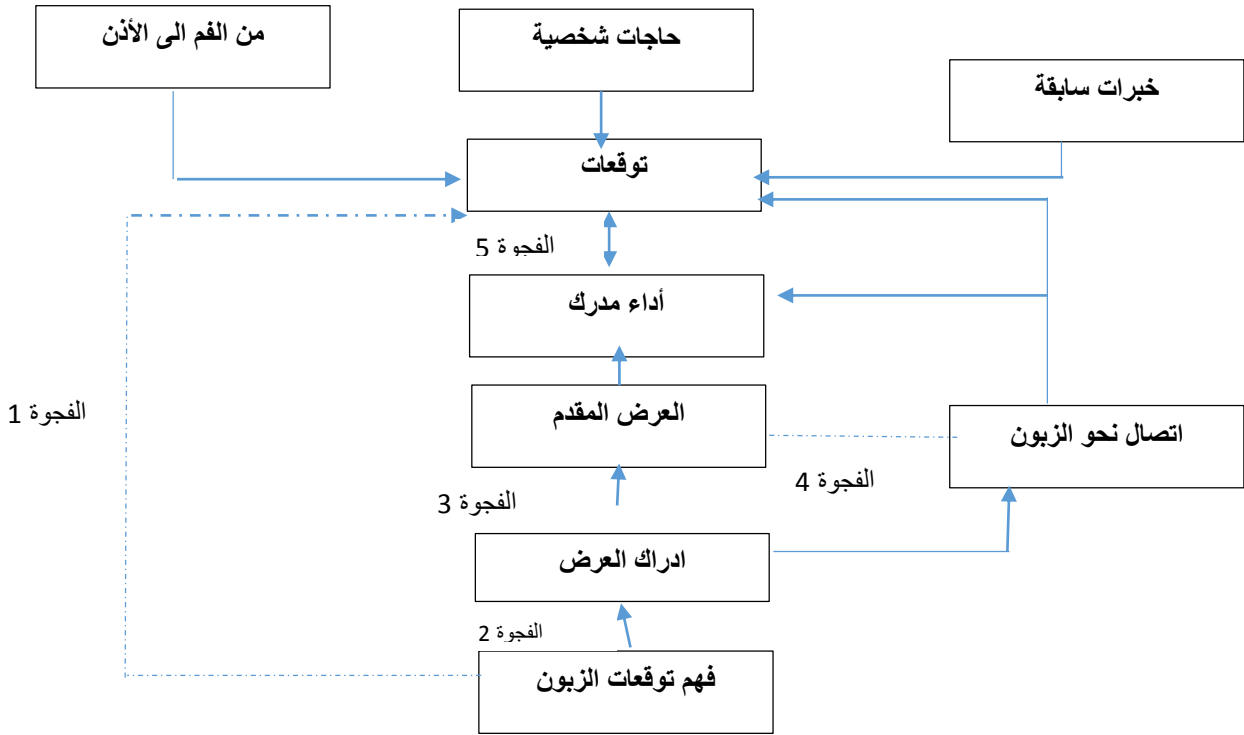 من الفم الى الأذن
حاجات شخصية
خبرات سابقة
توقعات
الفجوة 5
أداء مدرك
الفجوة 1
العرض المقدم
اتصال نحو الزبون
الفجوة 4
الفجوة 3
ادراك العرض
الفجوة 2
فهم توقعات الزبون